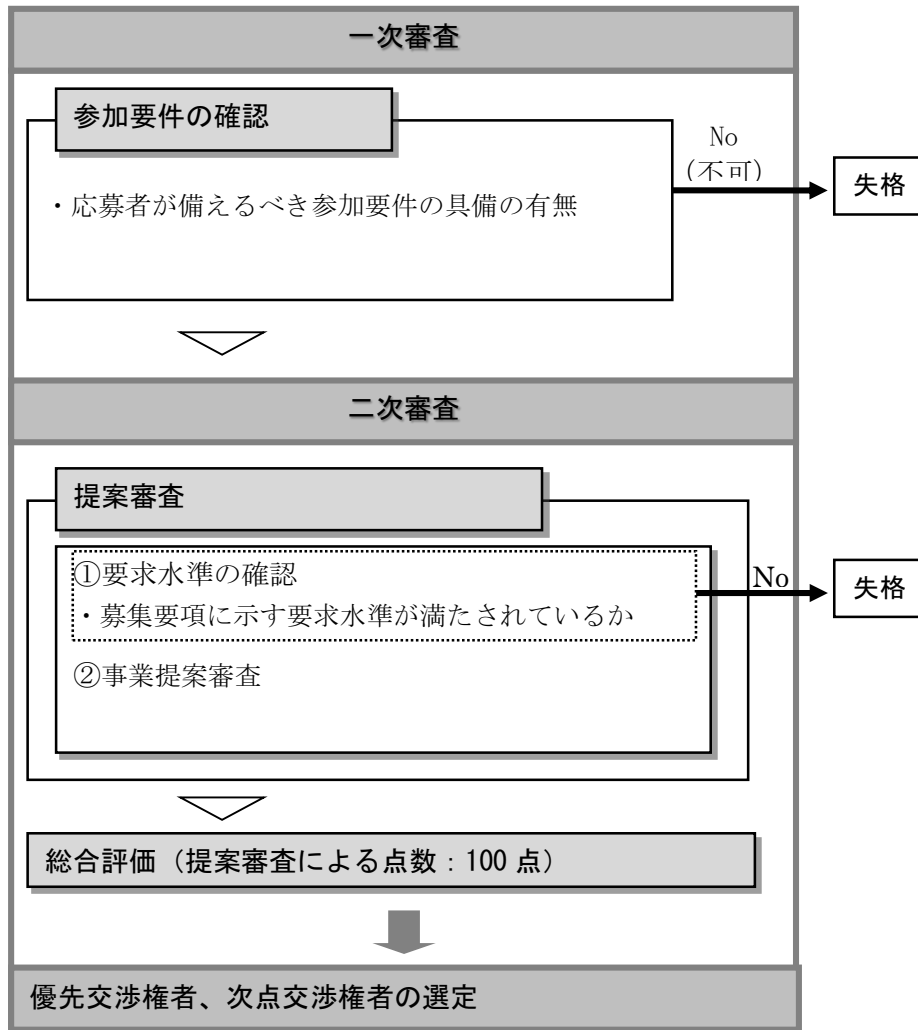 一次審査
参加要件の確認
No
(不可)
失格
・応募者が備えるべき参加要件の具備の有無
二次審査
提案審査
①要求水準の確認
No
失格
・募集要項に示す要求水準が満たされているか
②事業提案審査
総合評価（提案審査による点数：100 点）
優先交渉権者、次点交渉権者の選定